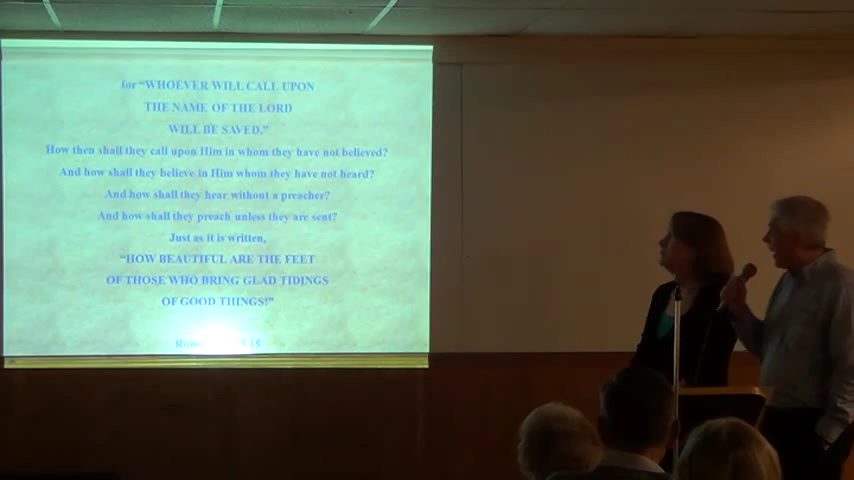 for “WHOEVER WILL CALL UPON
THE NAME OF THE LORD
WILL BE SAVED.”
How then shall they call upon Him in whom they have not believed?
And how shall they believe in Him whom they have not heard?
And how shall they hear without a preacher?
And how shall they preach unless they are sent?
Just as it is written,
“HOW BEAUTIFUL ARE THE FEET
OF THOSE WHO BRING GLAD TIDINGS
OF GOOD THINGS!”